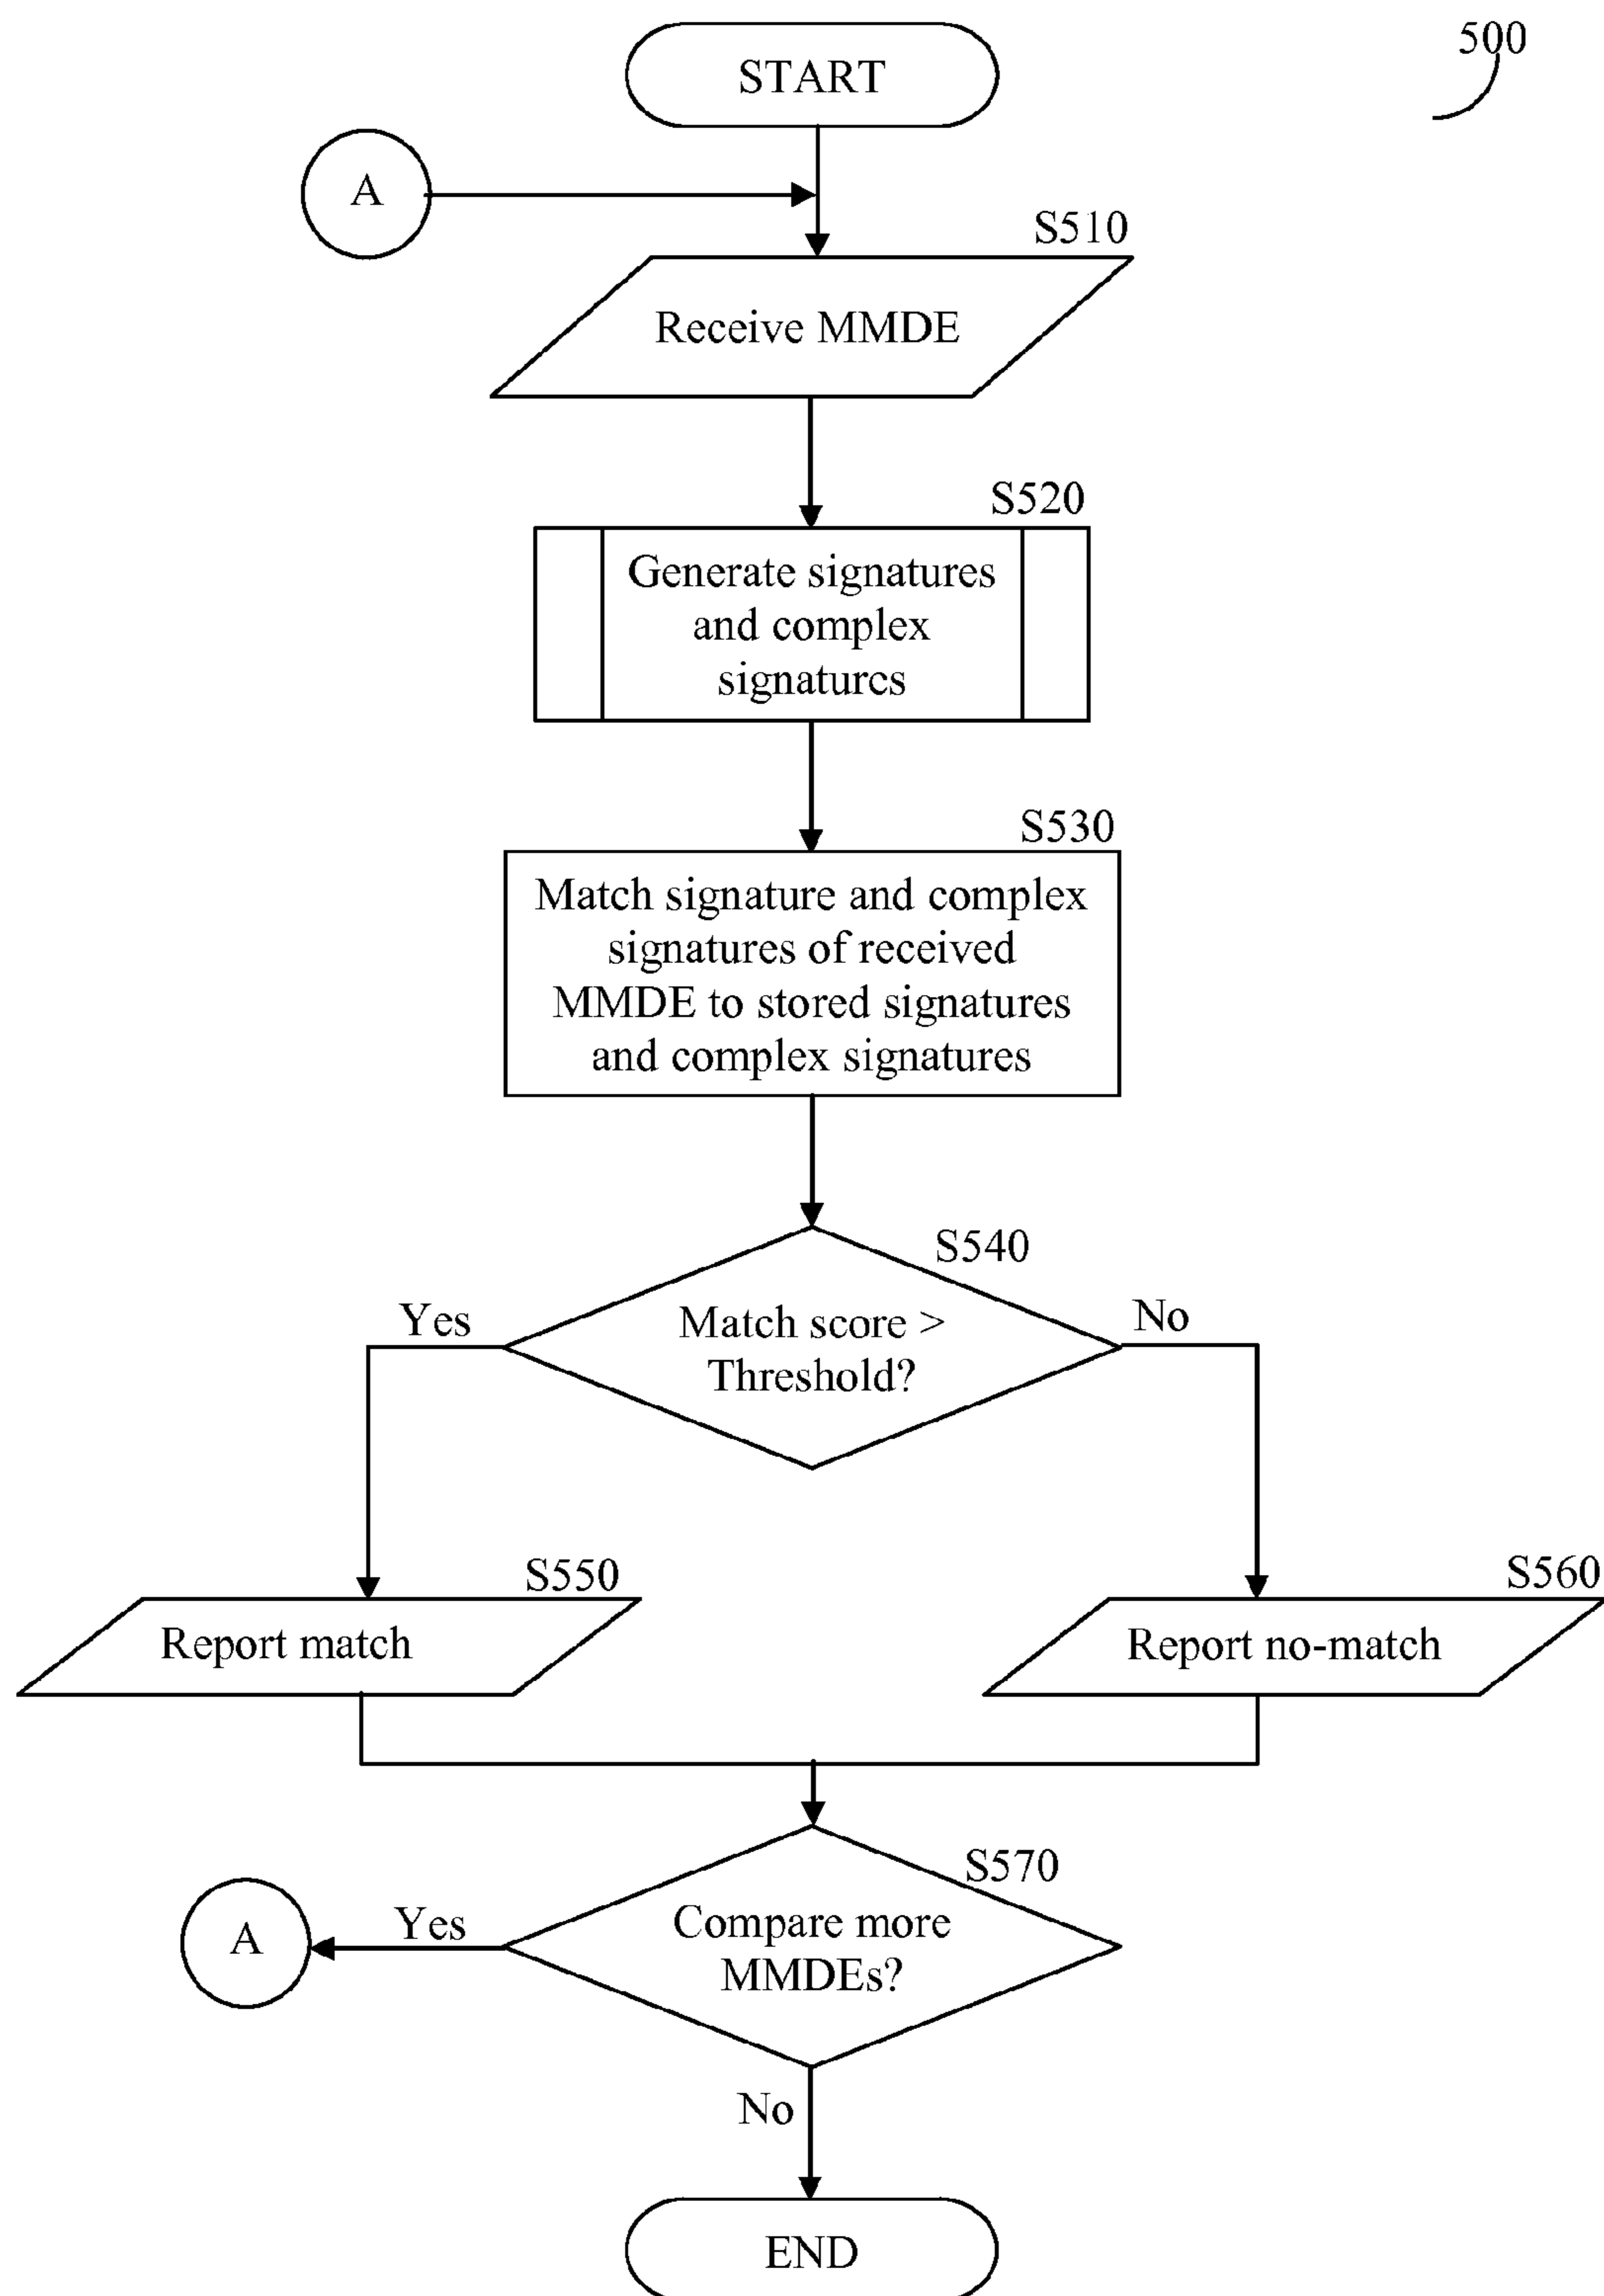 500
START
A
S510
Receive MMDE
S520
Generate signatures
and complex
signatures
S530
Match signature and complex
signatures of received
MMDE to stored signatures
and complex signatures
S540
Match score >
Threshold?
Yes
No
S550
Report match
S560
Report no-match
S570
Compare more
MMDEs?
Yes
A
No
END